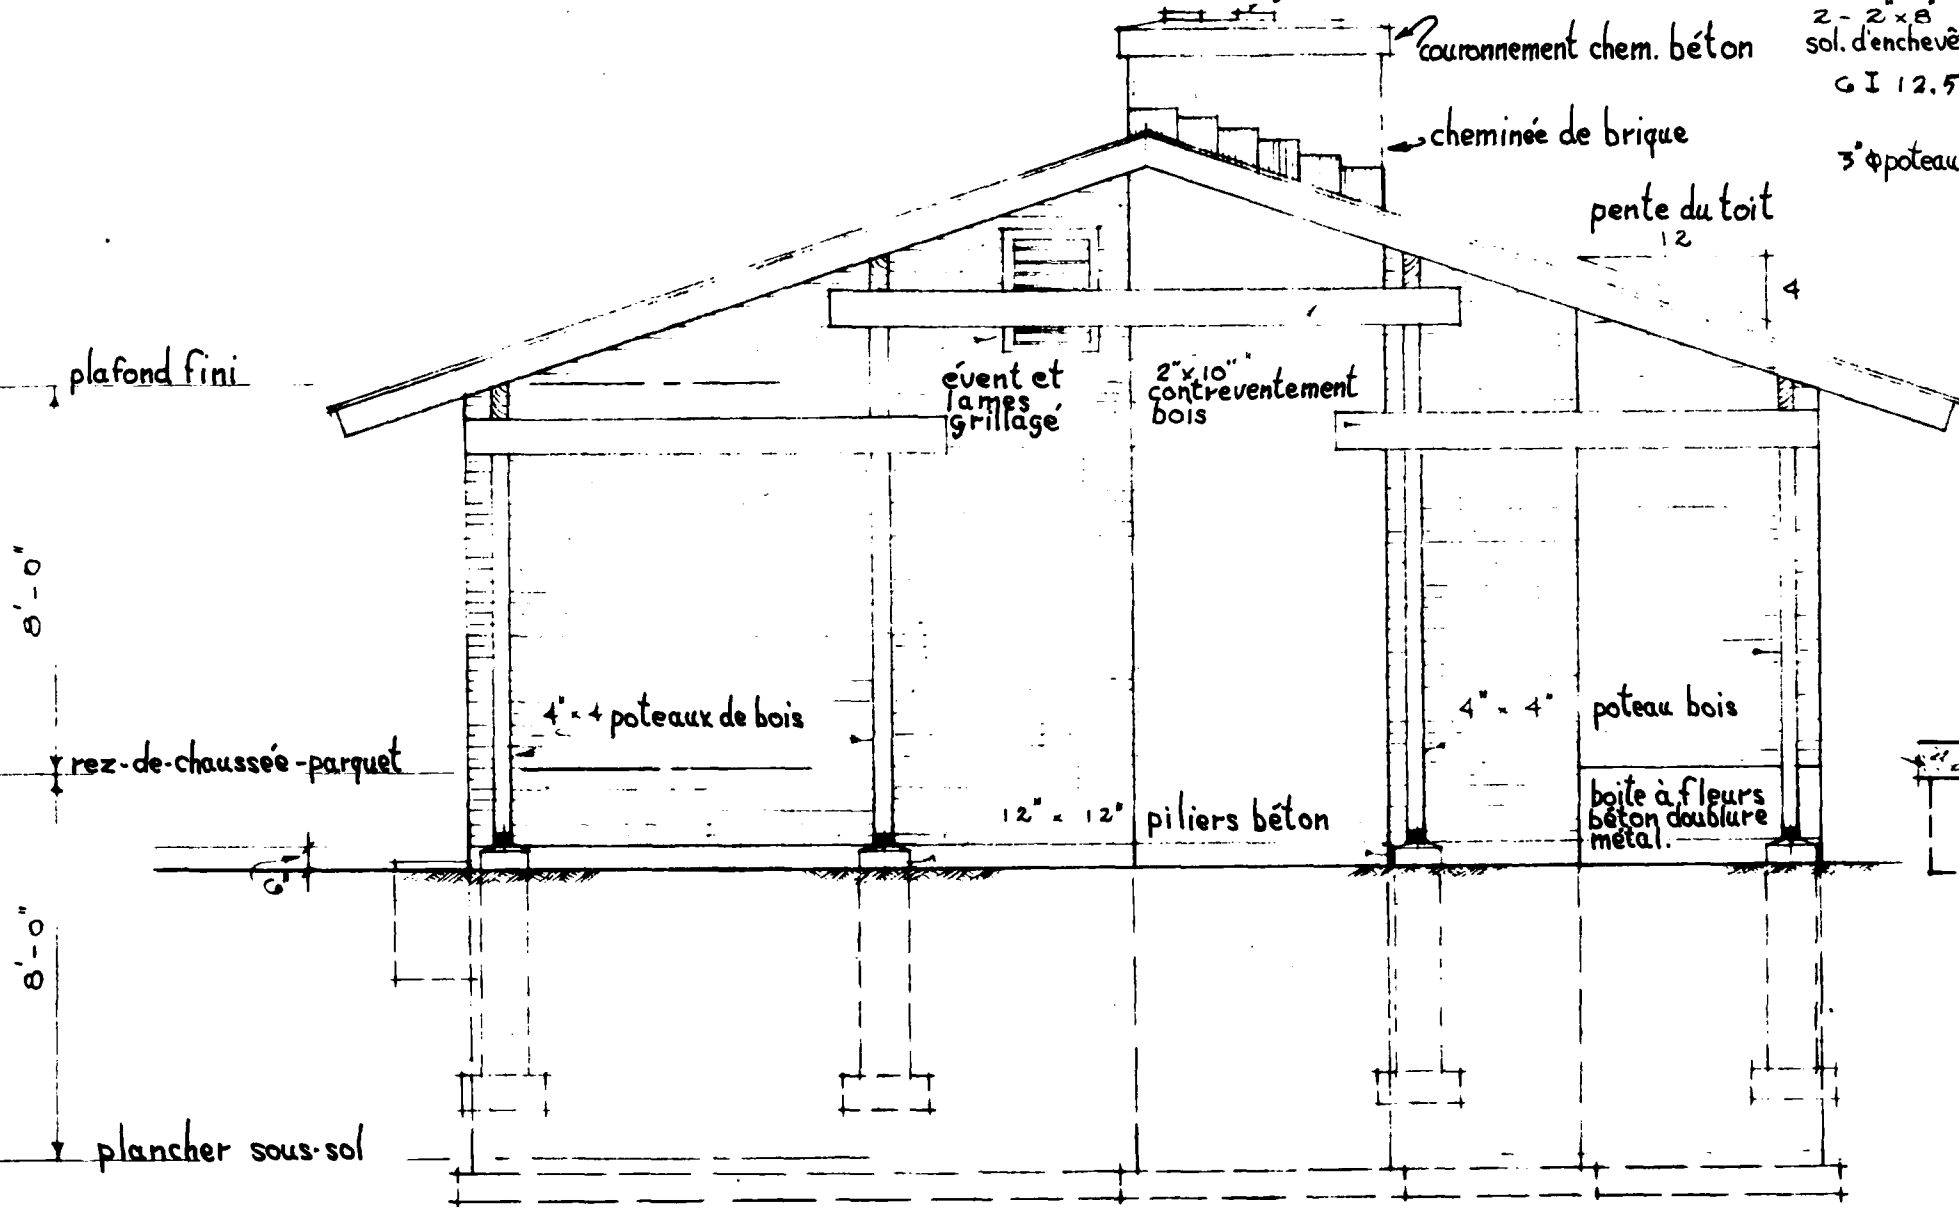 2 - 2" x 8"
couronnement chem. béton
sol. d'enchevê
6 I 12.5
cheminée de brique
3" φ poteau
pente du toit
12
4
plafond fini
évent et
lames
grillagé
2" x 10"
contreventement
bois
8'-0"
4" x 4 poteaux de bois
4" x 4" poteau bois
rez-de-chaussée-parquet
boite à fleurs
béton doublure
métal.
12" x 12" piliers béton
6"
8'-0"
plancher sous-sol